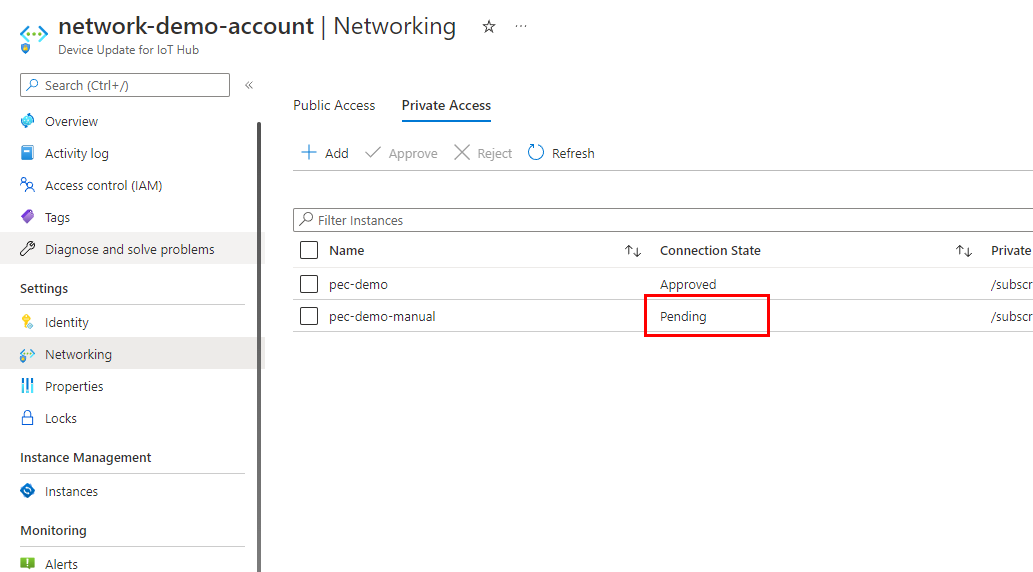 network-demo-account | Networking ☆ ···
Device Update for IoT Hub
Search (Ctrl+/) «
Overview
Activity log
Access control (IAM)
Tags
Diagnose and solve problems
Settings
Identity
Networking
Properties
Locks
Instance Management
Instances
Monitoring
Alerts
Public Access Private Access
Add Approve Reject Refresh
Filter Instances
Name ↑↓ Connection State ↑↓ Private
pec-demo Approved /subscr
pec-demo-manual Pending /subscr